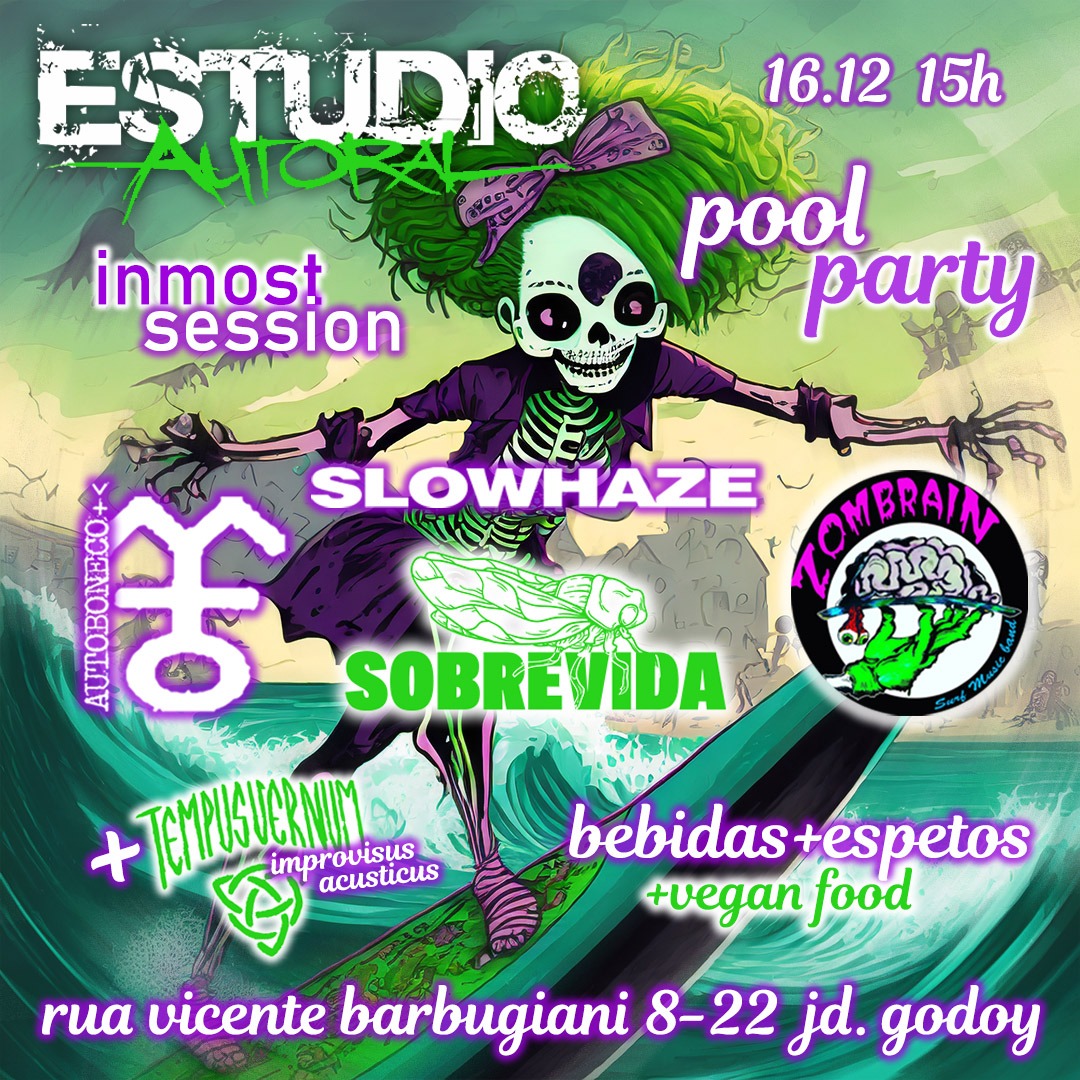 ESTUDIO
AUTORAL
16.12 15h
pool
party
inmost
session
SLOWHAZE
AUTOBONECO.+
ZOMBRAIN
Surf Music band
SOBREVIDA
+ TEMPUSVERNUM
improvisus
acusticus
bebidas+espetos
+vegan food
rua vicente barbugiani 8-22 jd. godoy